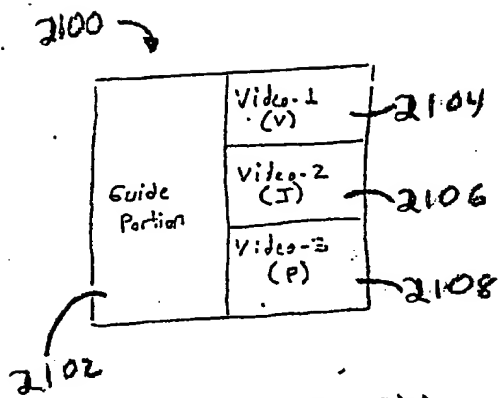 2100
Video-1
(V)
2104
Guide
Portion
Video-2
(I)
2106
Video-3
(P)
2108
2102